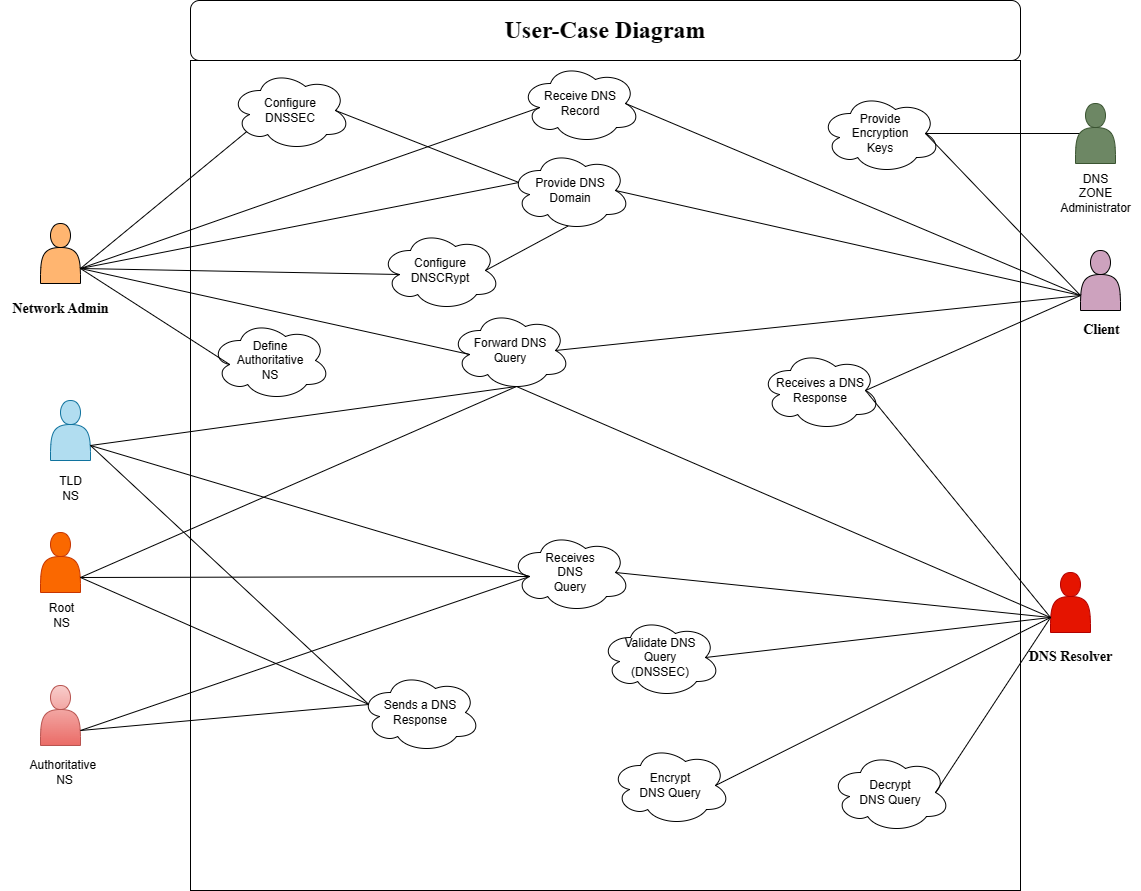 User-Case Diagram
Configure
DNSSEC
Receive DNS
Record
Provide
Encryption
Keys
DNS
ZONE
Administrator
Provide DNS
Domain
Configure
DNSCRypt
Network Admin
Client
Define
Authoritative
NS
Forward DNS
Query
Receives a DNS
Response
TLD
NS
Receives
DNS
Query
Root
NS
Validate DNS
Query
(DNSSEC)
DNS Resolver
Sends a DNS
Response
Authoritative
NS
Encrypt
DNS Query
Decrypt
DNS Query